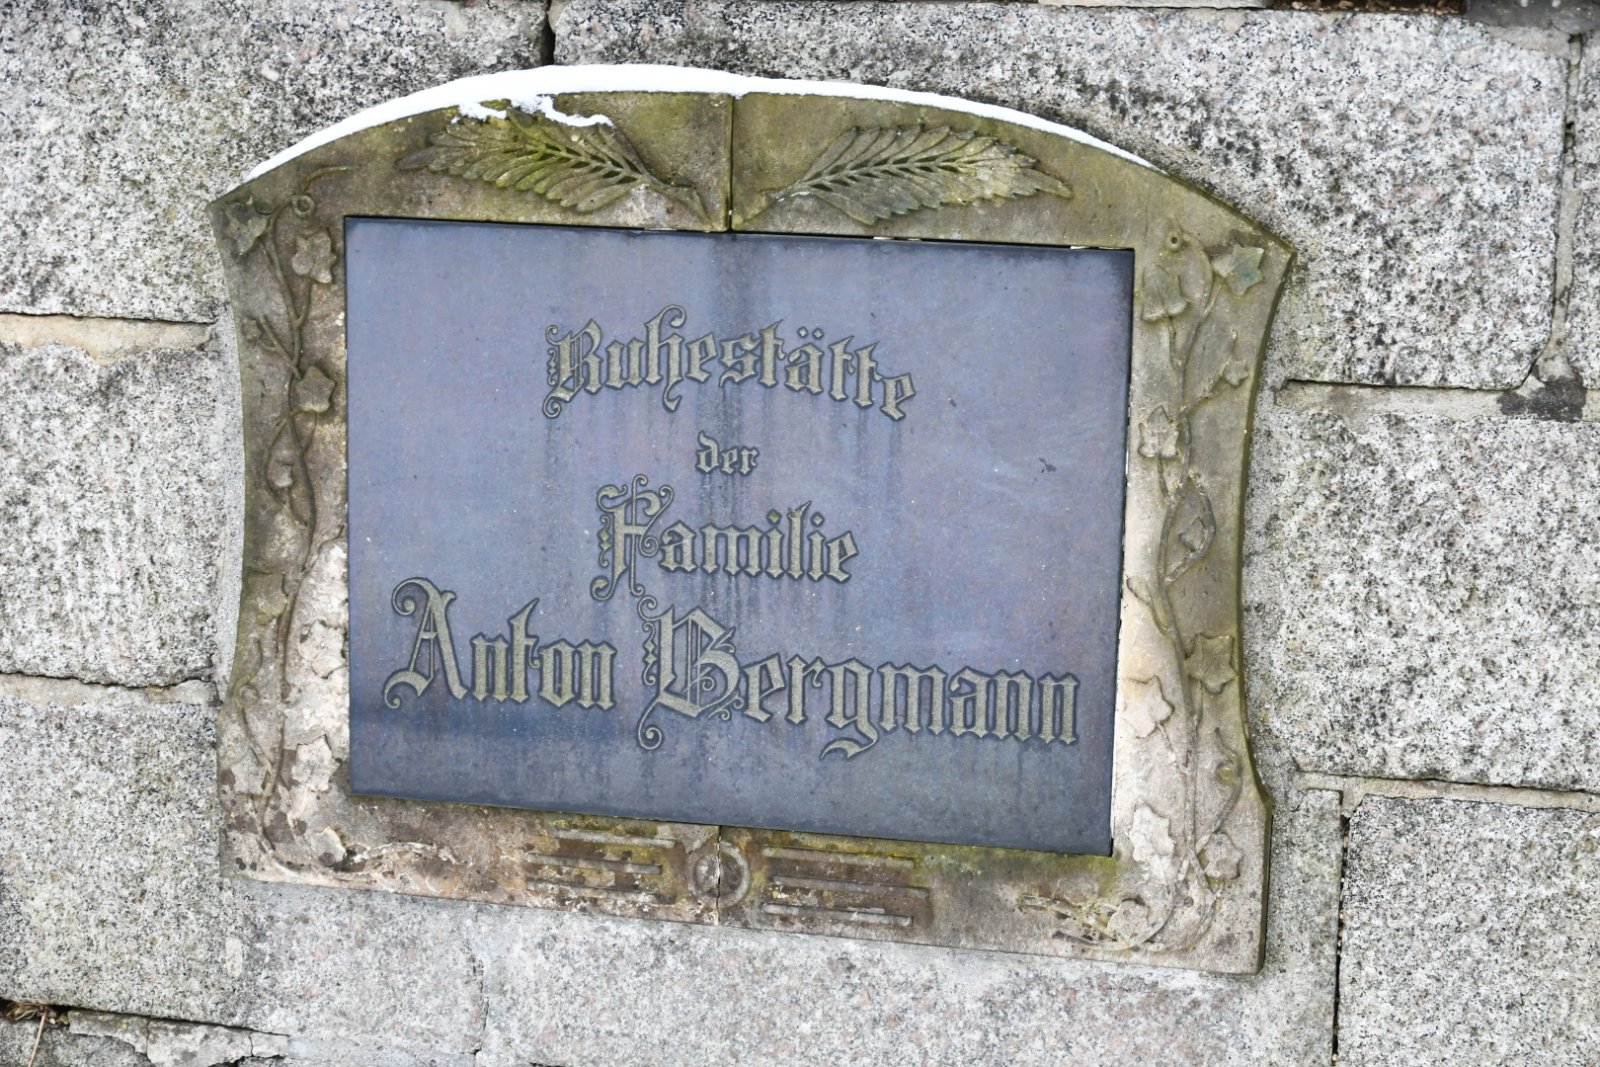 Ruhestätte
der
Familie
Anton Bergmann